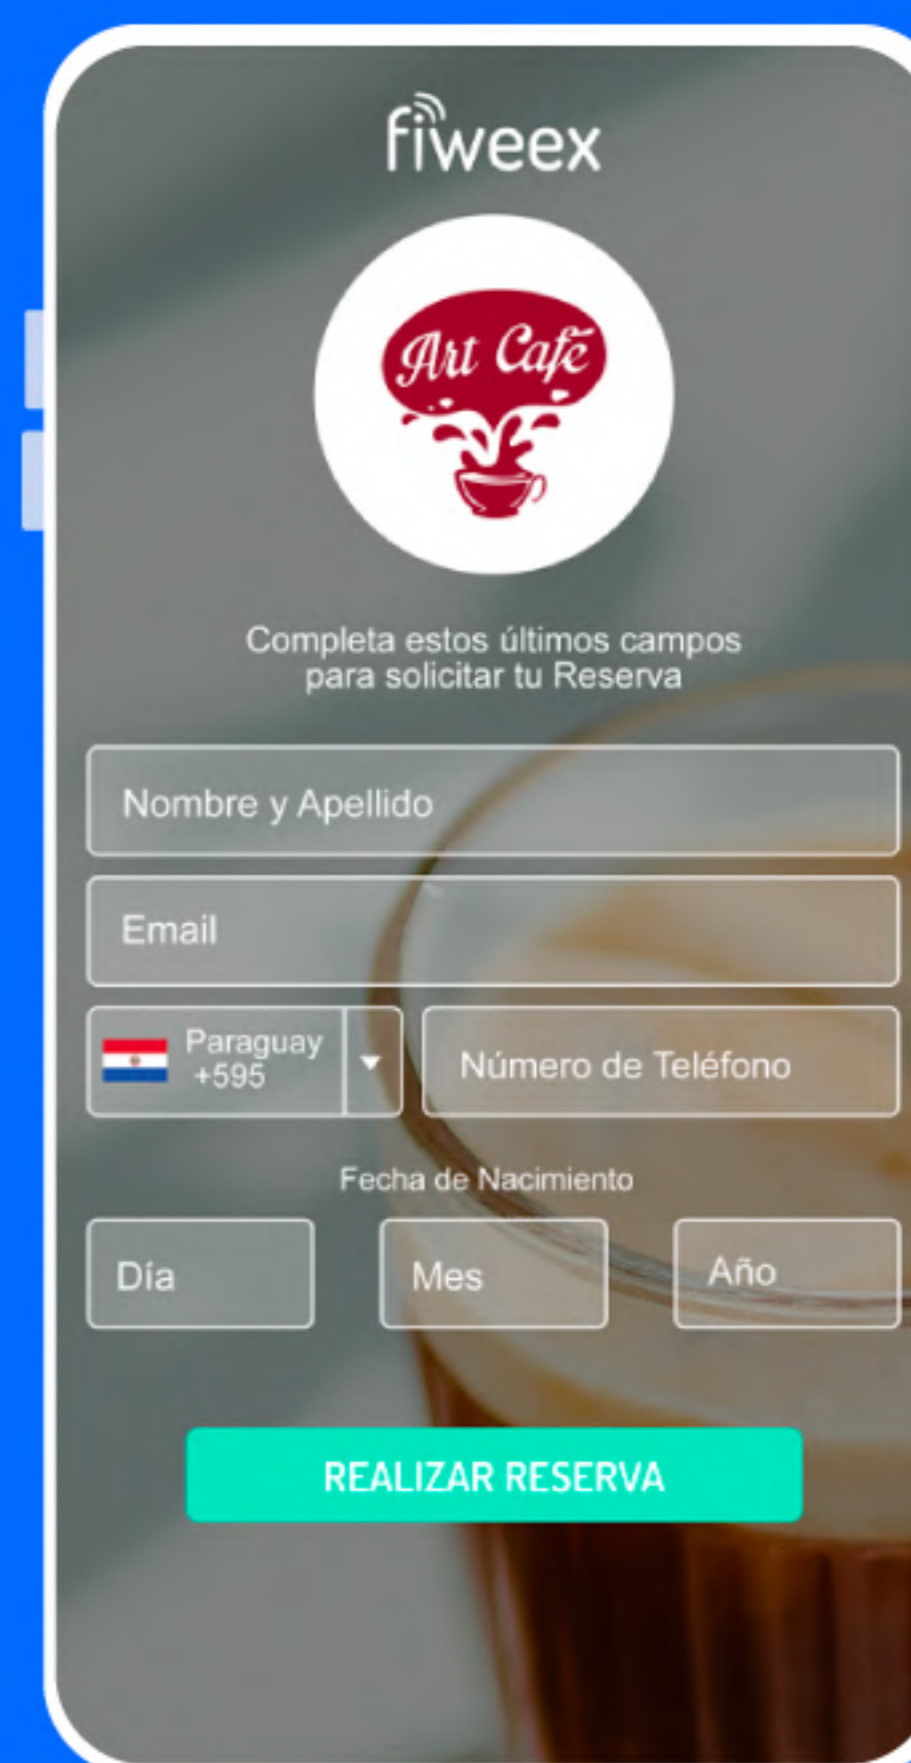 fiweex
Art Café
Completa estos últimos campos
para solicitar tu Reserva
Nombre y Apellido
Email
Paraguay
+595
Número de Teléfono
Fecha de Nacimiento
Día
Mes
Año
REALIZAR RESERVA